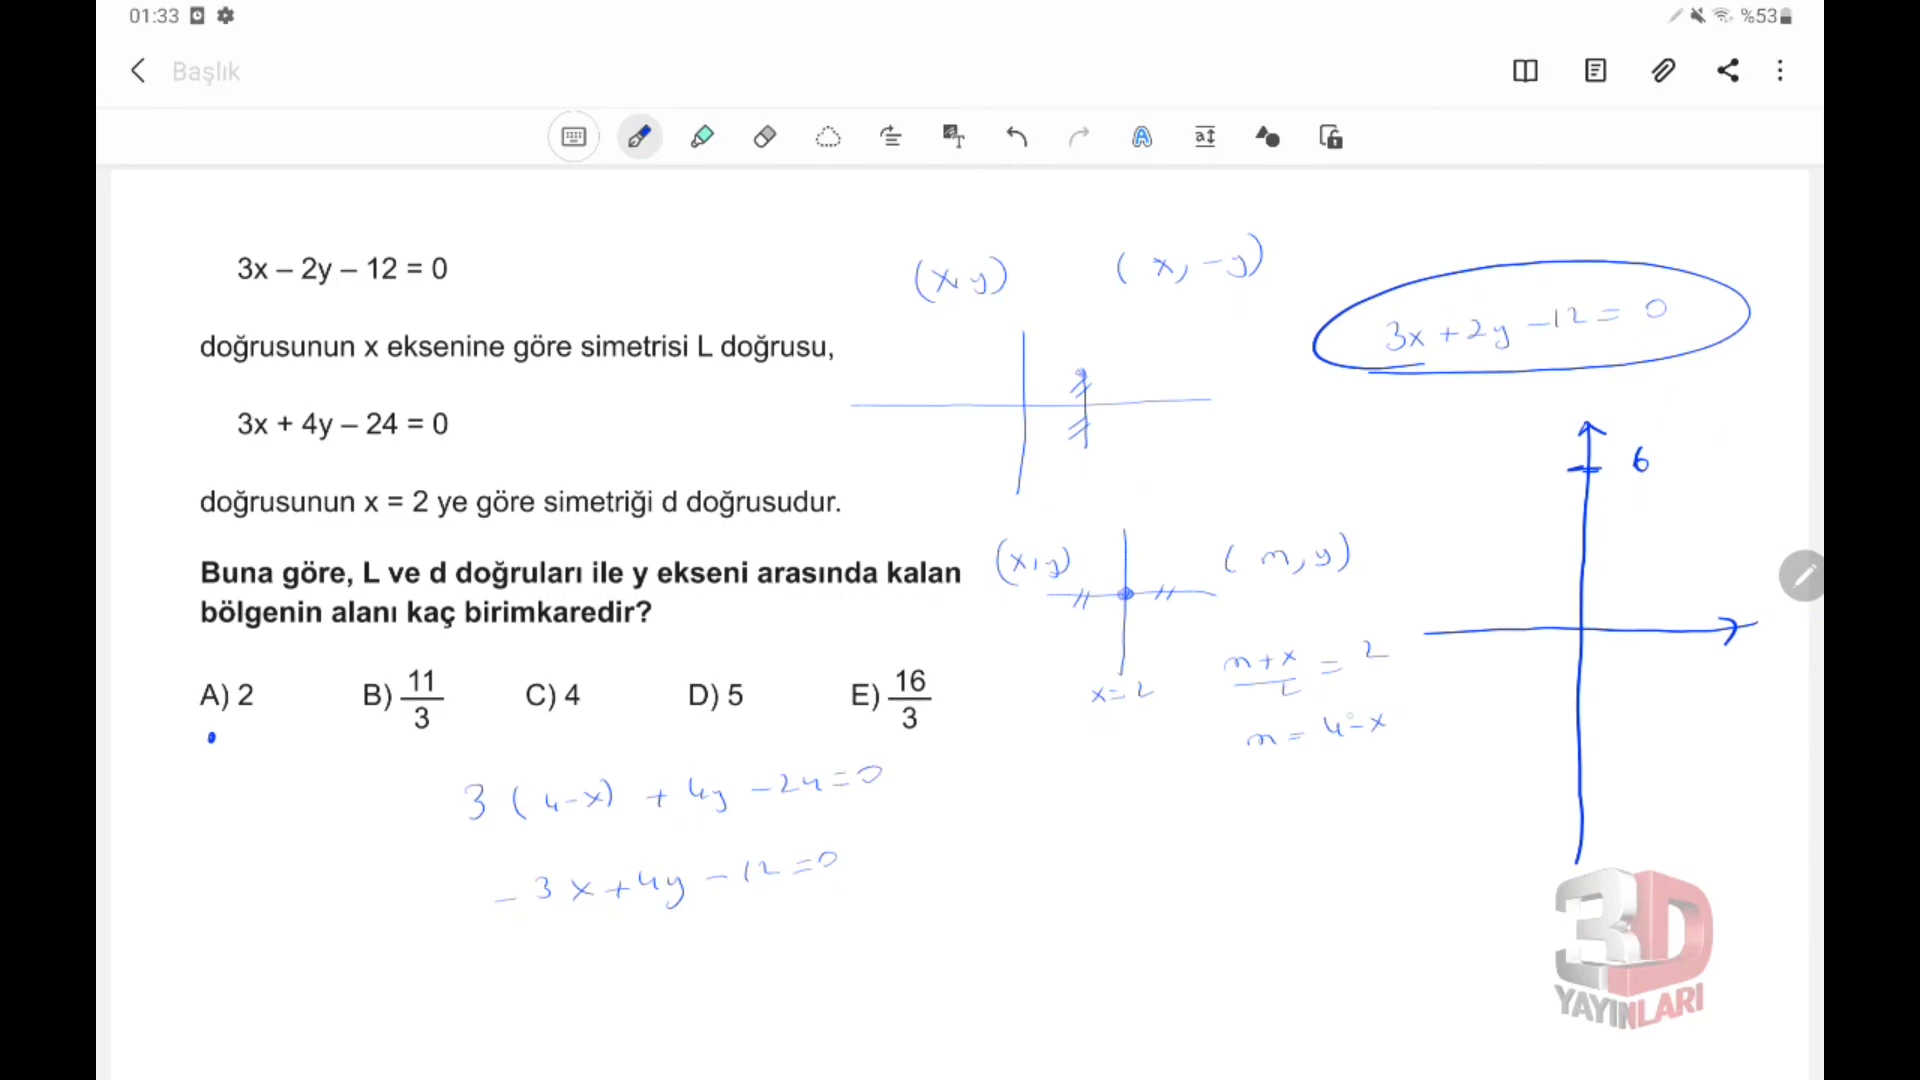 01:33
%53
Başlık
3x – 2y – 12 = 0
doğrusunun x eksenine göre simetrisi L doğrusu,
3x + 4y – 24 = 0
doğrusunun x = 2 ye göre simetriği d doğrusudur.
Buna göre, L ve d doğruları ile y ekseni arasında kalan
bölgenin alanı kaç birimkaredir?
A) 2 B) 11/3 C) 4 D) 5 E) 16/3
3 (4-x) + 4y - 24 = 0
- 3x + 4y - 12 = 0
(x,y) (x, -y)
(x,y) (m,y)
x = 2
m+x/2 = 2
m = 4-x
3x + 2y - 12 = 0
6
3D
YAYINLARI